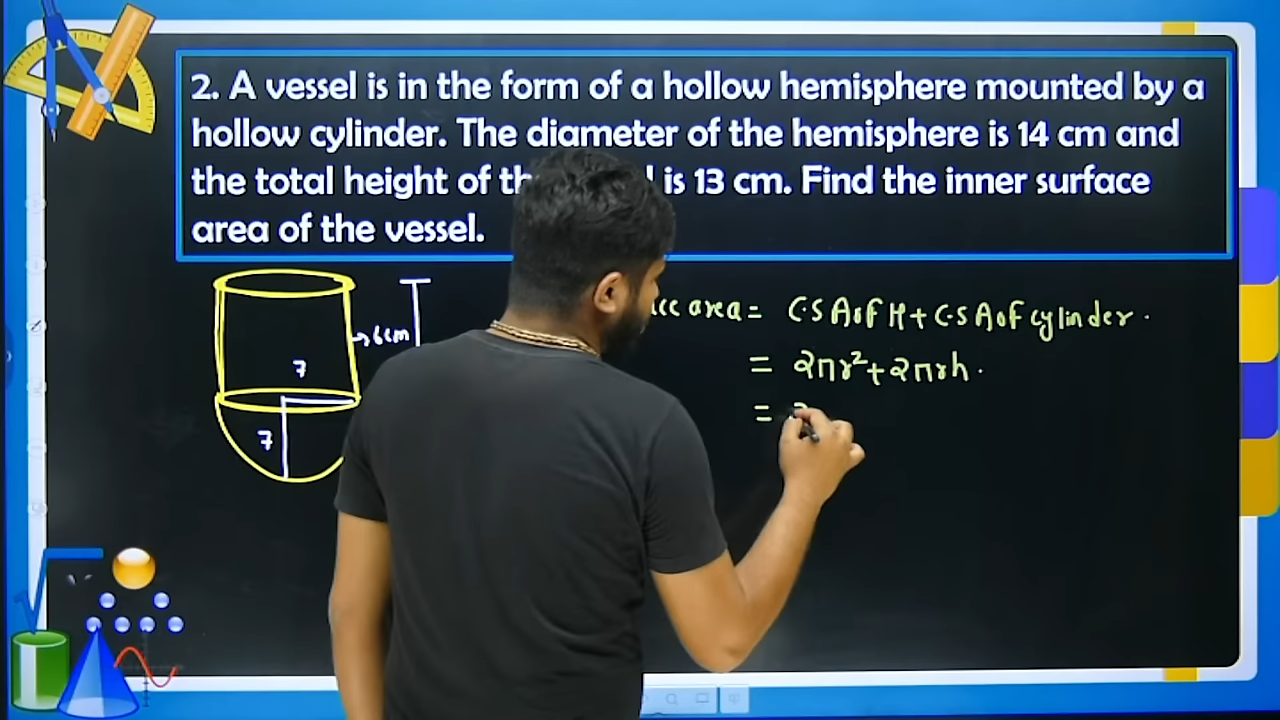 2. A vessel is in the form of a hollow hemisphere mounted by a
hollow cylinder. The diameter of the hemisphere is 14 cm and
the total height of is 13 cm. Find the inner surface
area of the vessel.
6cm
7
7
area = C.S A of H + C.S A of cylinder.
= 2πr² + 2πrh.
=